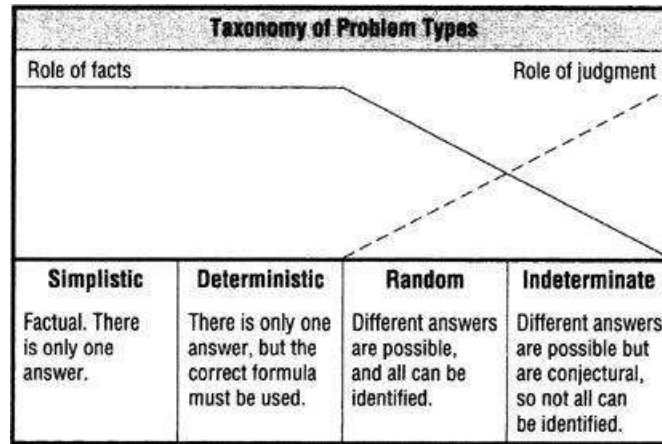 Taxonomy of Problem Types
Role of facts
Role of judgment
Simplistic
Factual. There
is only one
answer.
Deterministic
There is only one
answer, but the
correct formula
must be used.
Random
Different answers
are possible,
and all can be
identified.
Indeterminate
Different answers
are possible but
are conjectural,
so not all can
be identified.